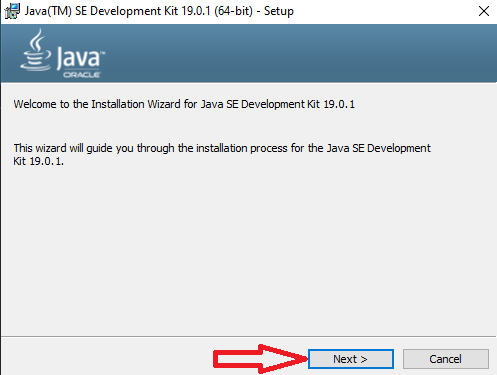 Java(TM) SE Development Kit 19.0.1 (64-bit) - Setup
Java™
ORACLE
Welcome to the Installation Wizard for Java SE Development Kit 19.0.1
This wizard will guide you through the installation process for the Java SE Development
Kit 19.0.1.
Next >
Cancel